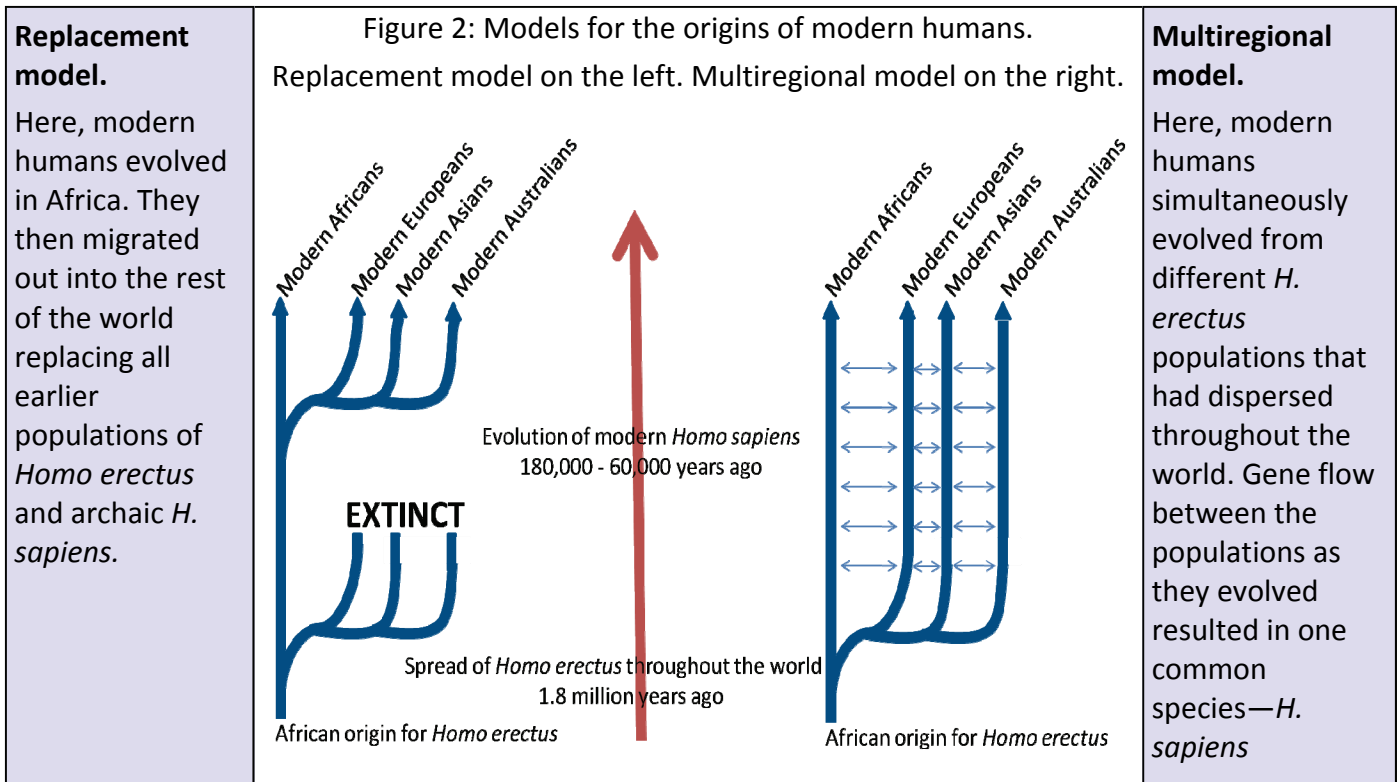 Replacement
model.
Here, modern
humans evolved
in Africa. They
then migrated
out into the rest
of the world
replacing all
earlier
populations of
Homo erectus
and archaic H.
sapiens.
Figure 2: Models for the origins of modern humans.
Replacement model on the left. Multiregional model on the right.
Modern Africans
Modern Europeans
Modern Asians
Modern Australians
EXTINCT
African origin for Homo erectus
Evolution of modern Homo sapiens
180,000 - 60,000 years ago
Spread of Homo erectus throughout the world
1.8 million years ago
Modern Africans
Modern Europeans
Modern Asians
Modern Australians
African origin for Homo erectus
Multiregional
model.
Here, modern
humans
simultaneously
evolved from
different H.
erectus
populations that
had dispersed
throughout the
world. Gene flow
between the
populations as
they evolved
resulted in one
common
species—H.
sapiens